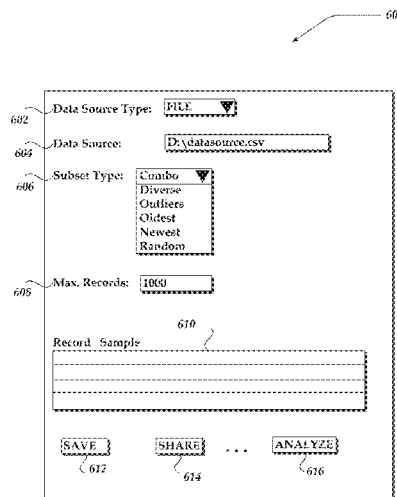 60
602 Data Source Type: FILE
604 Data Source: D:\datasource.csv
606 Subset Type: Combo
Diverse
Outliers
Oldest
Newest
Random
608 Max. Records: 1000
610
Record Sample
SAVE SHARE ... ANALYZE
612 614 616